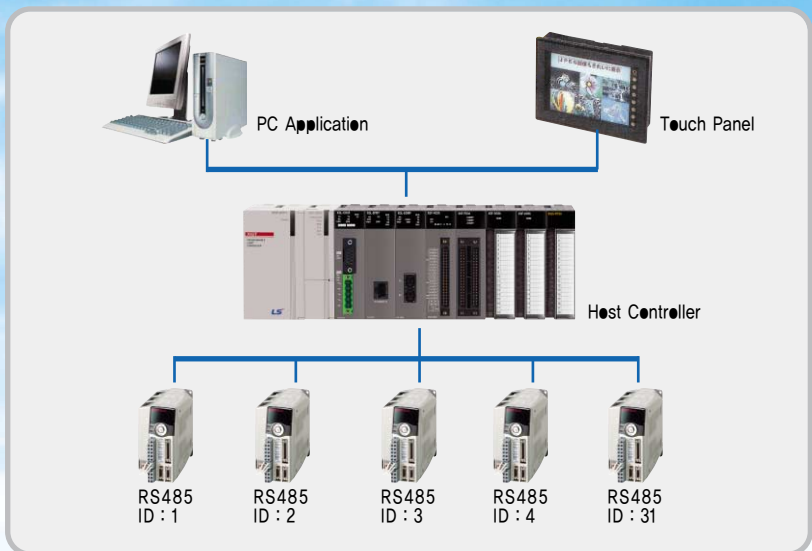 PC Application
Touch Panel
LS
Host Controller
RS485
ID : 1
RS485
ID : 2
RS485
ID : 3
RS485
ID : 4
RS485
ID : 31